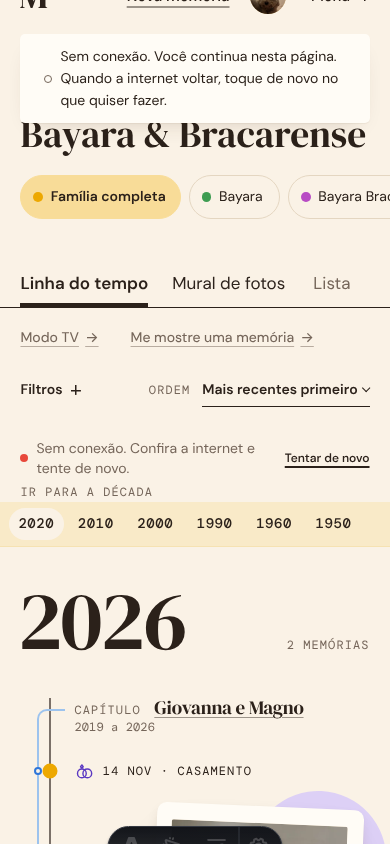 Sem conexão. Você continua nesta página.
Quando a internet voltar, toque de novo no
que quiser fazer.
Bayara & Bracarense
Família completa
Bayara
Bayara Brac
Linha do tempo
Mural de fotos
Lista
Modo TV →
Me mostre uma memória →
Filtros +
ORDEM Mais recentes primeiro
Sem conexão. Confira a internet e
tente de novo.
Tentar de novo
IR PARA A DÉCADA
2020 2010 2000 1990 1960 1950
2026
2 MEMÓRIAS
CAPÍTULO Giovanna e Magno
2019 a 2026
14 NOV · CASAMENTO